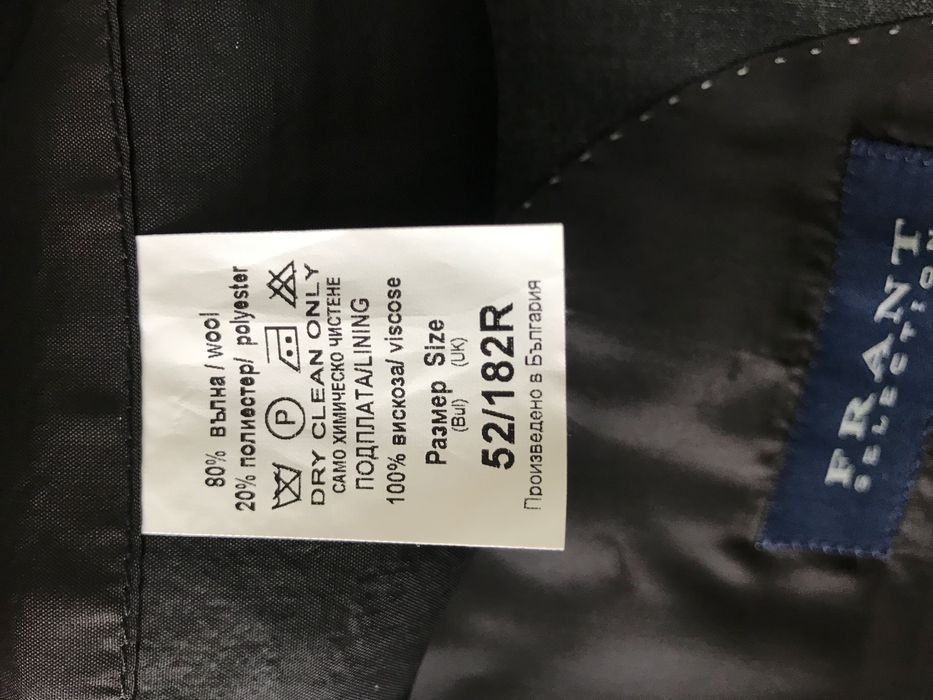 80% вълна / wool
20% полиестер/ polyester
P
DRY CLEAN ONLY
САМО ХИМИЧЕСКО ЧИСТЕНЕ
ПОДПЛАТА/LINING
100% вискоза/ viscose
Размер Size
(Bul) (UK)
52/182R
Произведено в България
FRANT
SELECTION